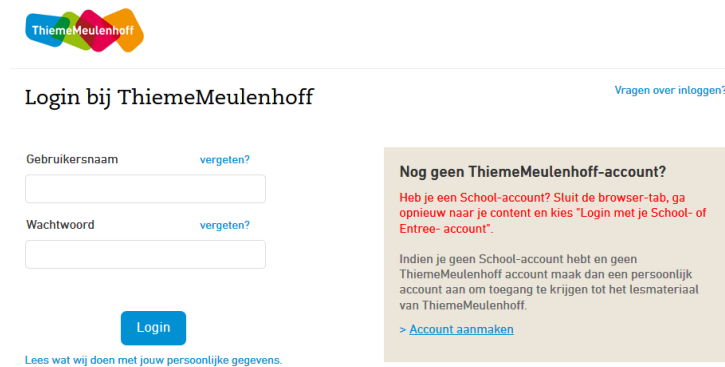 ThiemeMeulenhoff
Login bij ThiemeMeulenhoff
Vragen over inloggen?
Gebruikersnaam vergeten?
Wachtwoord vergeten?
Login
Lees wat wij doen met jouw persoonlijke gegevens.
Nog geen ThiemeMeulenhoff-account?
Heb je een School-account? Sluit de browser-tab, ga
opnieuw naar je content en kies "Login met je School- of
Entree- account".
Indien je geen School-account hebt en geen
ThiemeMeulenhoff account maak dan een persoonlijk
account aan om toegang te krijgen tot het lesmateriaal
van ThiemeMeulenhoff.
> Account aanmaken